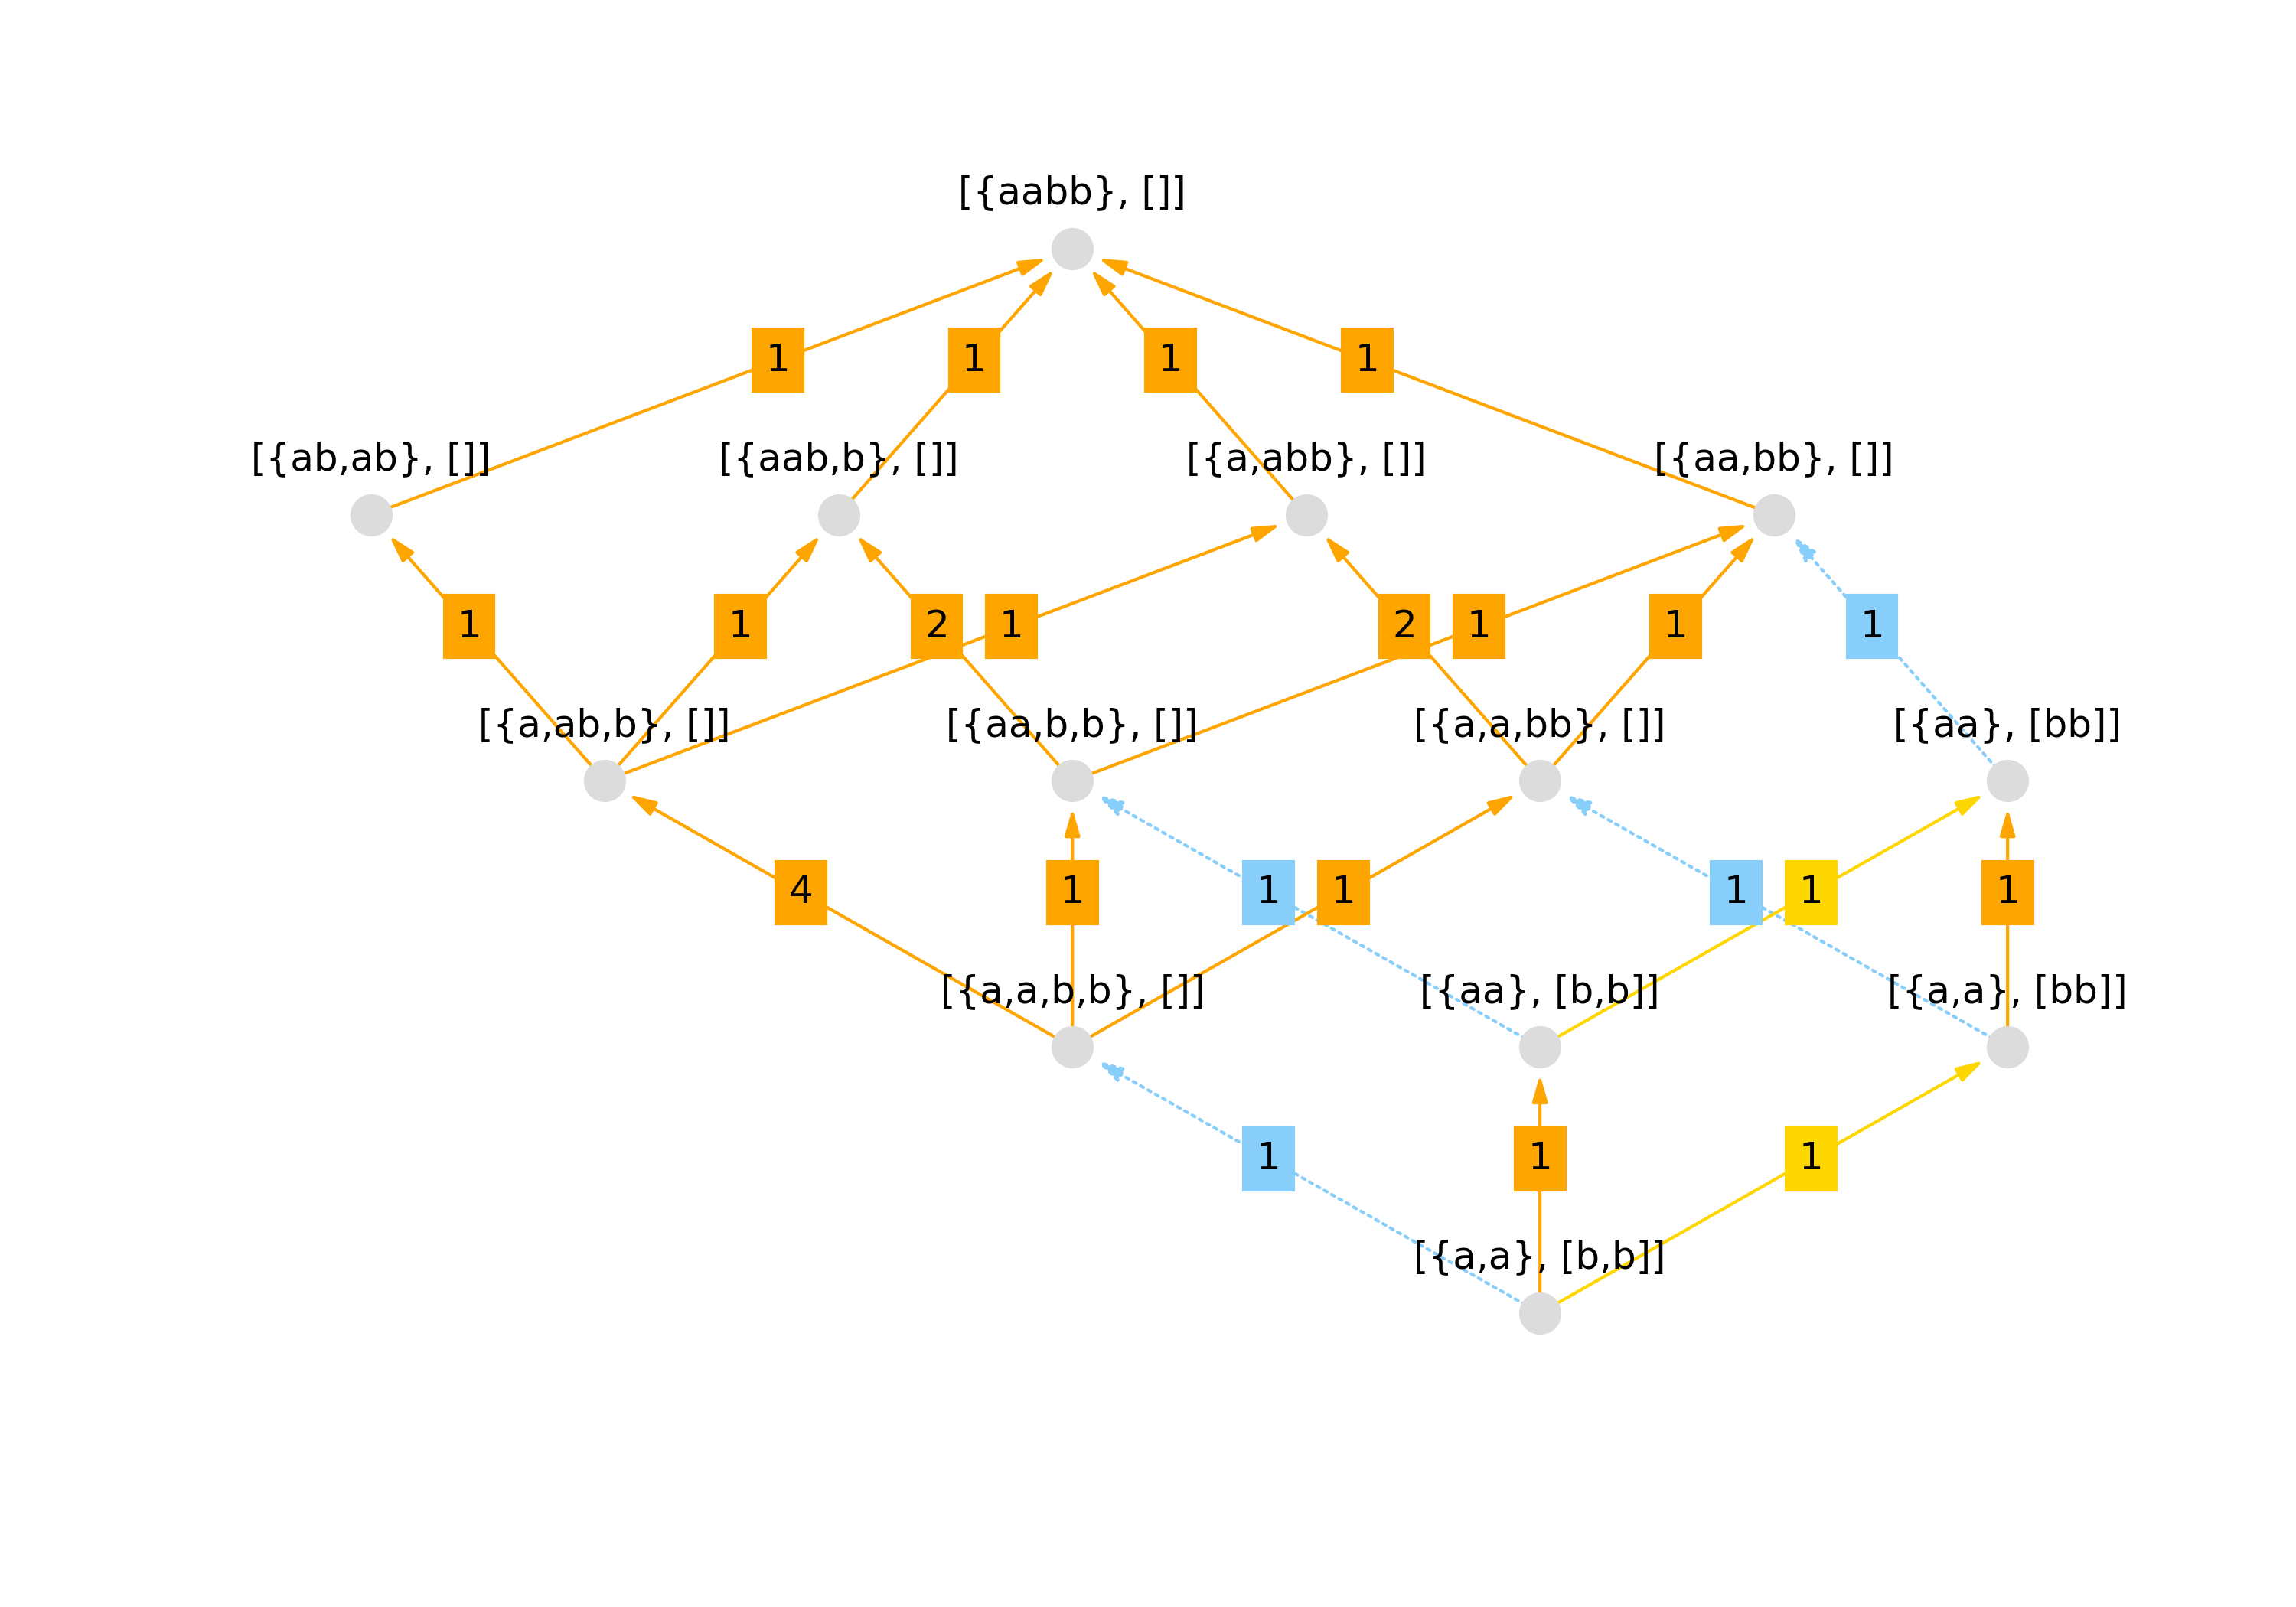 [{aabb}, []]
1 1 1 1
[{ab,ab}, []] [{aab,b}, []] [{a,abb}, []] [{aa,bb}, []]
1 1 2 1 2 1 1 1
[{a,ab,b}, []] [{aa,b,b}, []] [{a,a,bb}, []] [{aa}, [bb]]
4 1 1 1 1 1 1
[{a,a,b,b}, []] [{aa}, [b,b]] [{a,a}, [bb]]
1 1 1
[{a,a}, [b,b]]